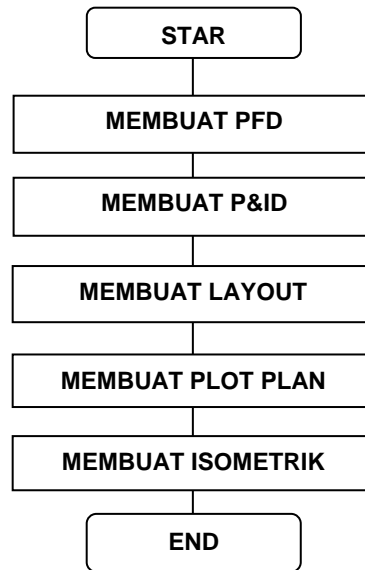 STAR
MEMBUAT PFD
MEMBUAT P&ID
MEMBUAT LAYOUT
MEMBUAT PLOT PLAN
MEMBUAT ISOMETRIK
END